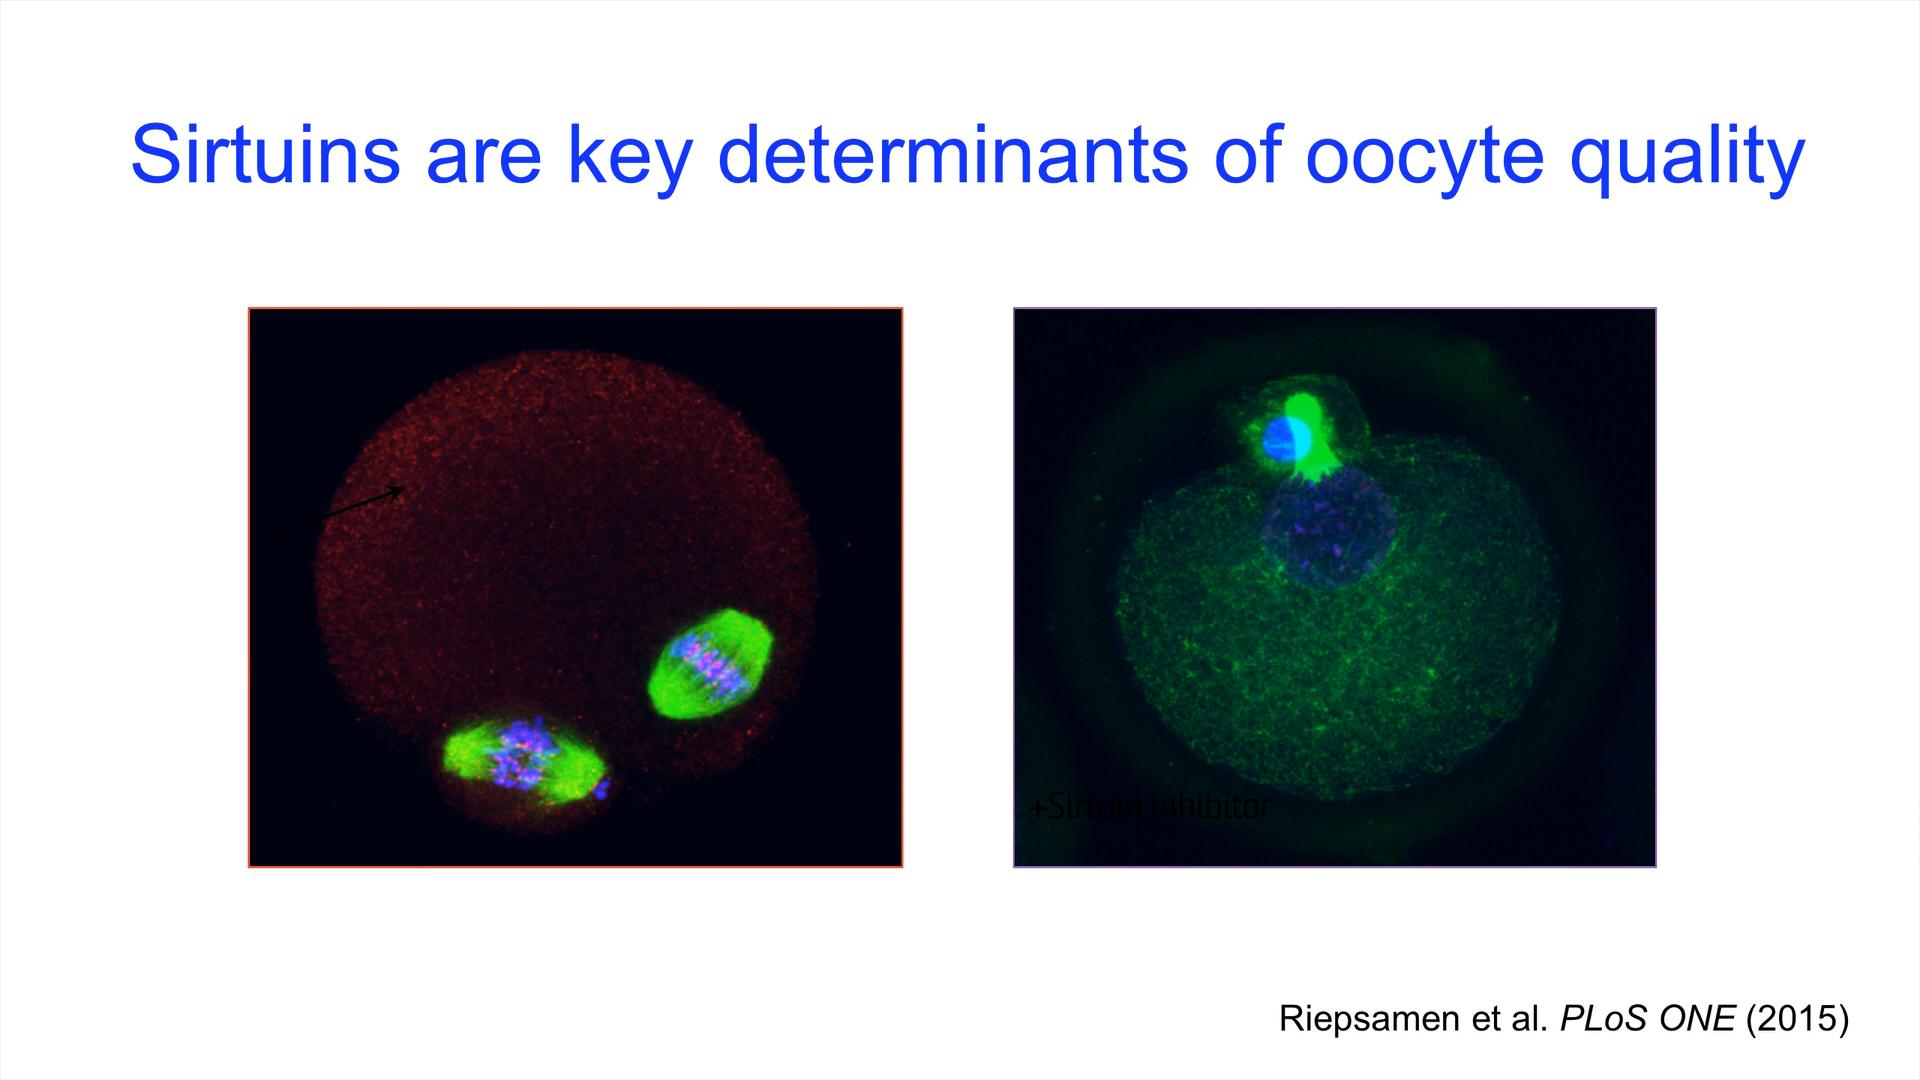 Sirtuins are key determinants of oocyte quality
+Sirtuin inhibitor
Riepsamen et al. PLoS ONE (2015)